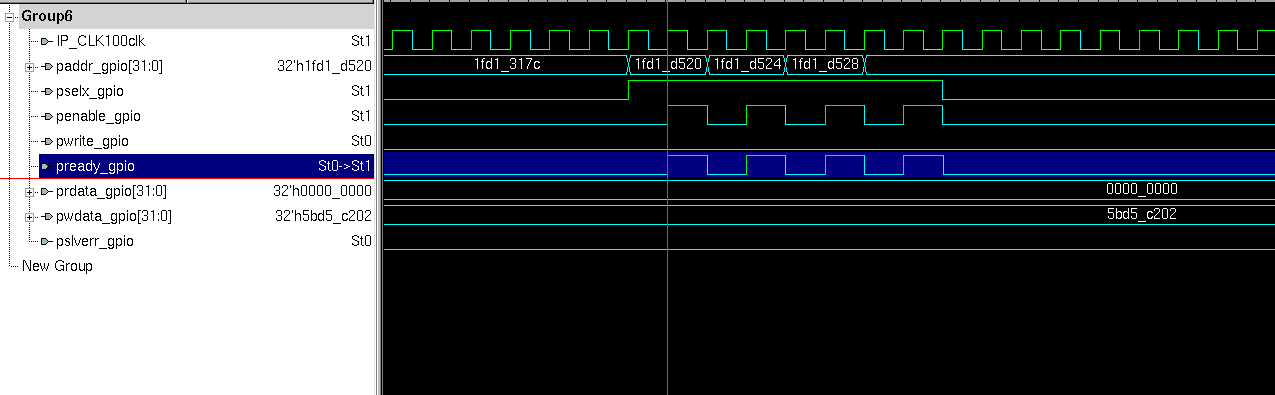 Group6
IP_CLK100clk St1
paddr_gpio[31:0] 32'h1fd1_d520 1fd1_317c 1fd1_d520 1fd1_d524 1fd1_d528
pselx_gpio St1
penable_gpio St1
pwrite_gpio St0
pready_gpio St0->St1
prdata_gpio[31:0] 32'h0000_0000 0000_0000
pwdata_gpio[31:0] 32'h5bd5_c202 5bd5_c202
pslverr_gpio St0
New Group